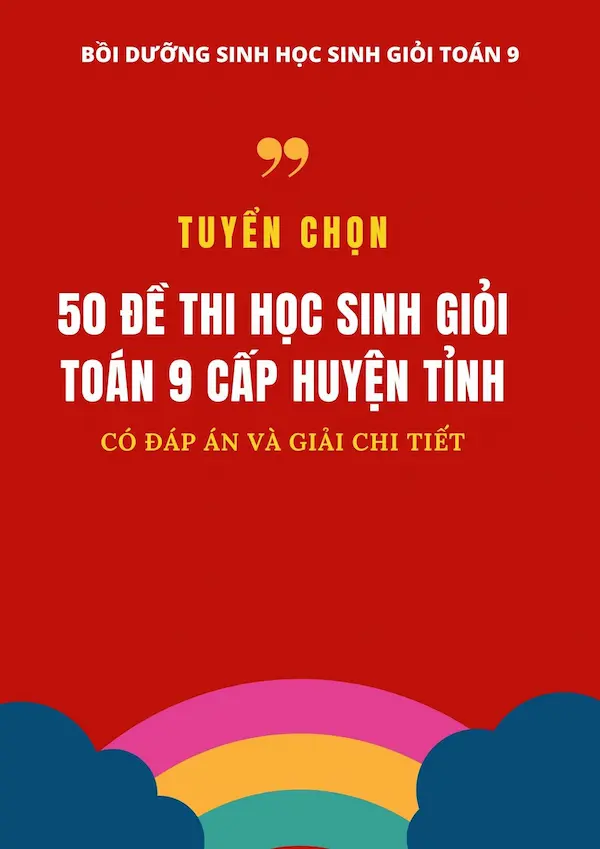 BỒI DƯỠNG SINH HỌC SINH GIỎI TOÁN 9
”
TUYỂN CHỌN
50 ĐỀ THI HỌC SINH GIỎI
TOÁN 9 CẤP HUYỆN TỈNH
CÓ ĐÁP ÁN VÀ GIẢI CHI TIẾT